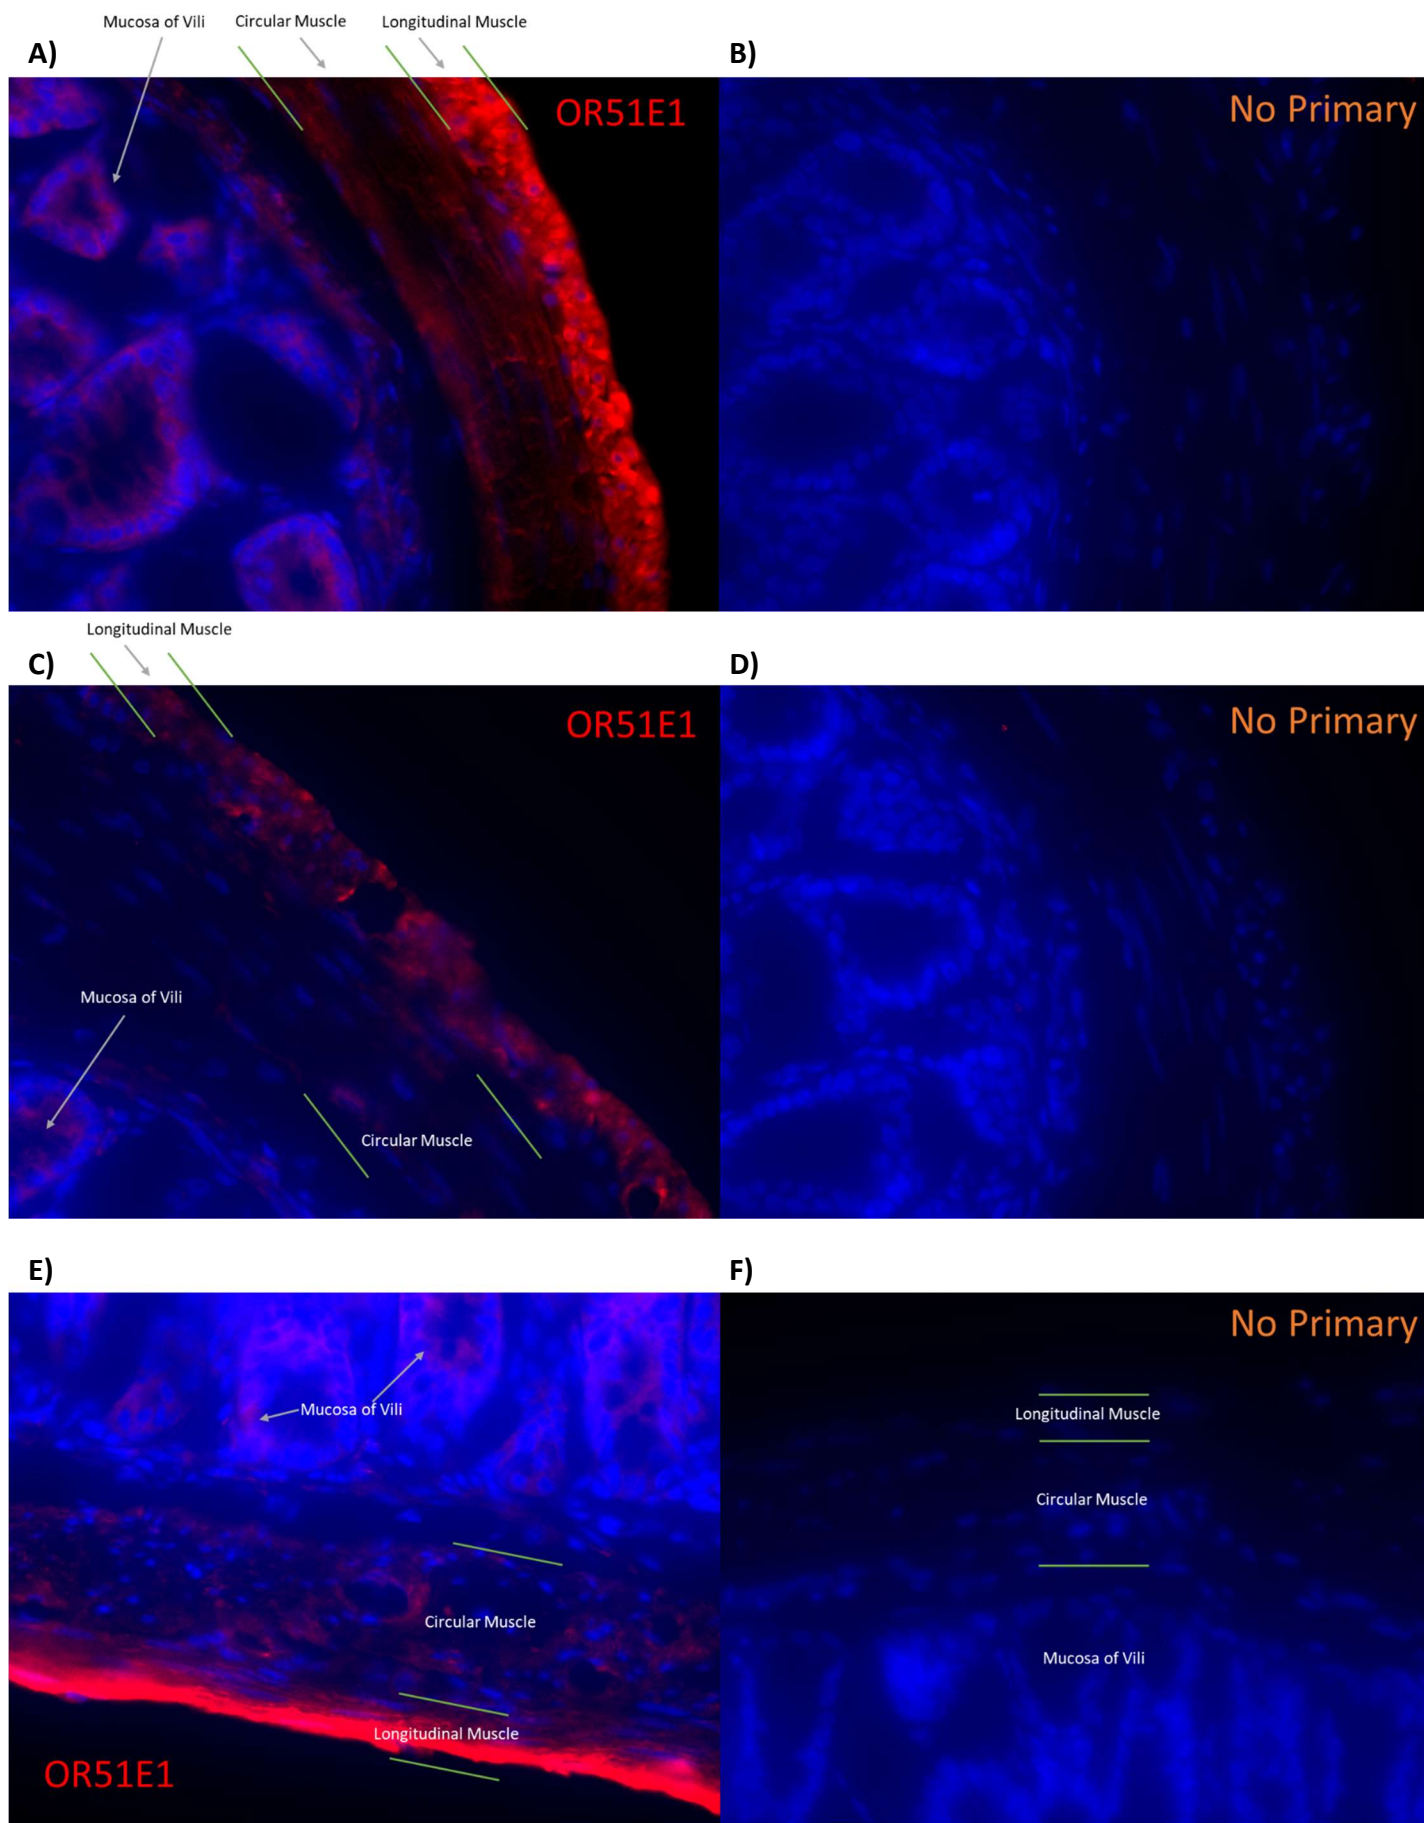 Mucosa of Vili Circular Muscle Longitudinal Muscle
A) B)
OR51E1 No Primary
Longitudinal Muscle
C) D)
OR51E1 No Primary
Mucosa of Vili
Circular Muscle
E) F)
No Primary
Mucosa of Vili
Circular Muscle
Longitudinal Muscle
OR51E1
Longitudinal Muscle
Circular Muscle
Mucosa of Vili